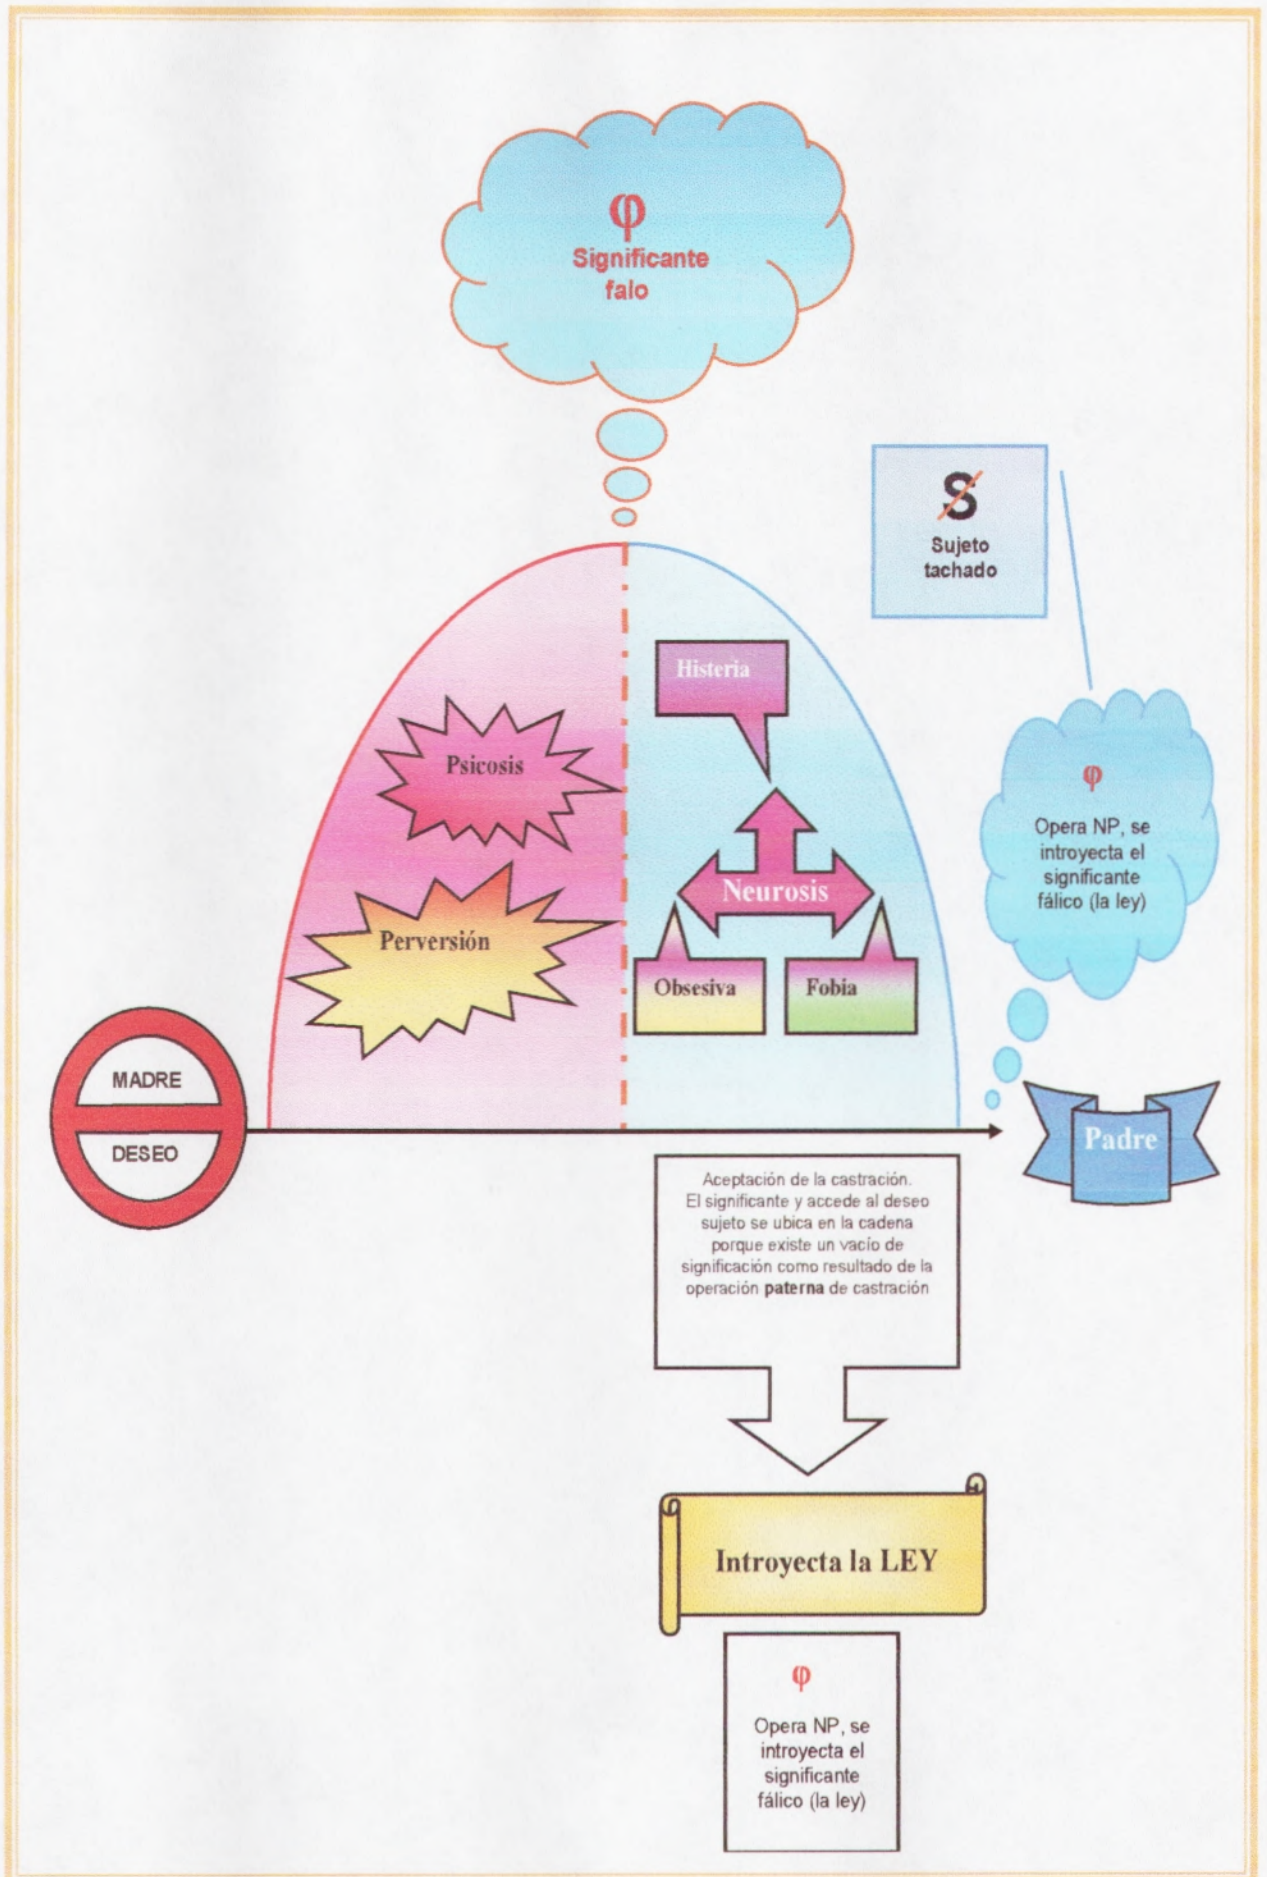 φ
Significante
falo
$
Sujeto
tachado
Histeria
Psicosis
φ
Opera NP, se
introyecta el
significante
fálico (la ley)
Neurosis
Perversión
Obsesiva
Fobia
MADRE
DESEO
Padre
Aceptación de la castración.
El significante y accede al deseo
sujeto se ubica en la cadena
porque existe un vacío de
significación como resultado de la
operación paterna de castración
Introyecta la LEY
φ
Opera NP, se
introyecta el
significante
fálico (la ley)